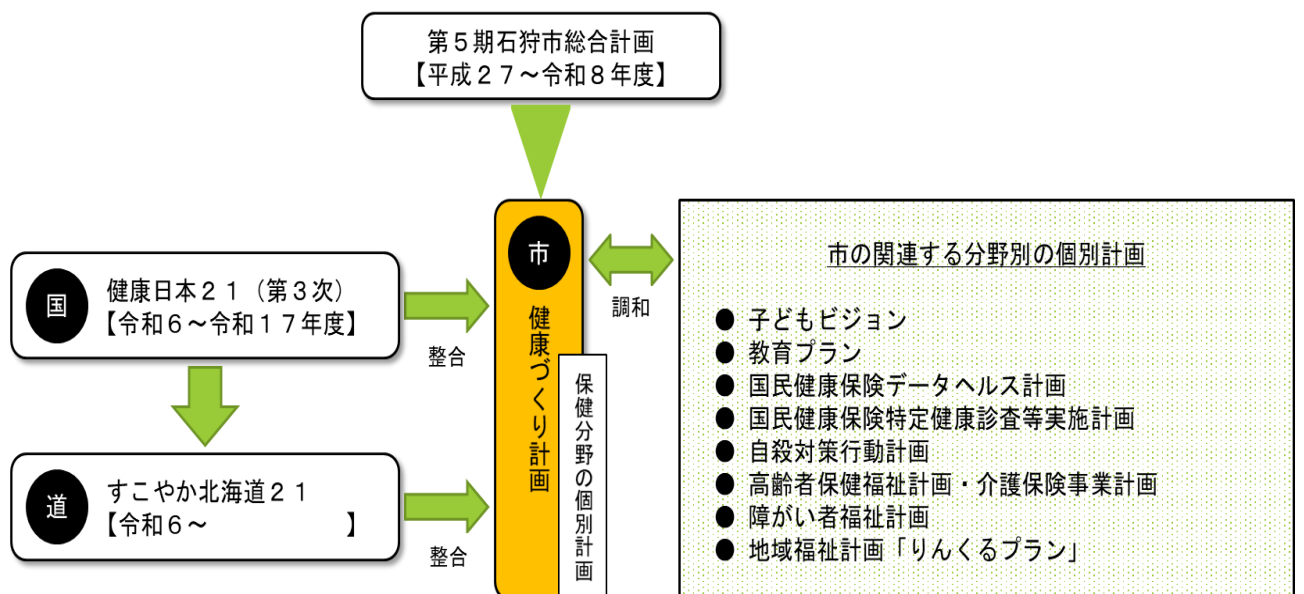 第５期石狩市総合計画
【平成２７～令和８年度】
国
健康日本２１（第３次）
【令和６～令和１７年度】
整合
道
すこやか北海道２１
【令和６～　　　　　】
整合
市
健康づくり計画
保健分野の個別計画
調和
市の関連する分野別の個別計画
● 子どもビジョン
● 教育プラン
● 国民健康保険データヘルス計画
● 国民健康保険特定健康診査等実施計画
● 自殺対策行動計画
● 高齢者保健福祉計画・介護保険事業計画
● 障がい者福祉計画
● 地域福祉計画「りんくるプラン」